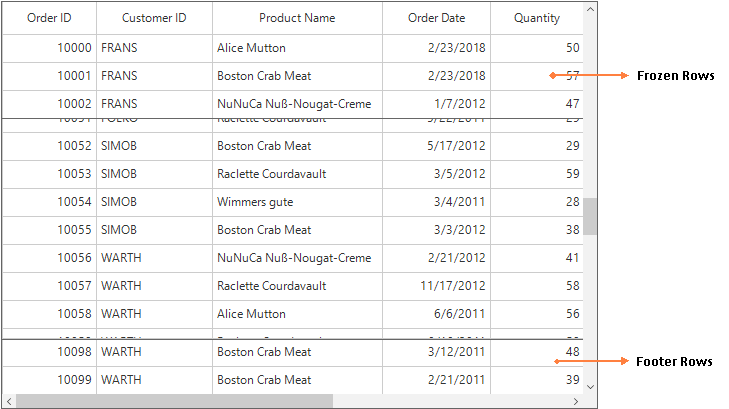 Order ID Customer ID Product Name Order Date Quantity
10000 FRANS Alice Mutton 2/23/2018 50
10001 FRANS Boston Crab Meat 2/23/2018 57 Frozen Rows
10002 FRANS NuNuCa Nuß-Nougat-Creme 1/7/2012 47
10052 SIMOB Boston Crab Meat 5/17/2012 29
10053 SIMOB Raclette Courdavault 3/5/2012 59
10054 SIMOB Wimmers gute 3/4/2011 28
10055 SIMOB Boston Crab Meat 3/3/2012 38
10056 WARTH NuNuCa Nuß-Nougat-Creme 2/21/2012 41
10057 WARTH Raclette Courdavault 11/17/2012 58
10058 WARTH Alice Mutton 6/6/2011 56
10098 WARTH Boston Crab Meat 3/12/2011 48 Footer Rows
10099 WARTH Boston Crab Meat 2/21/2011 39